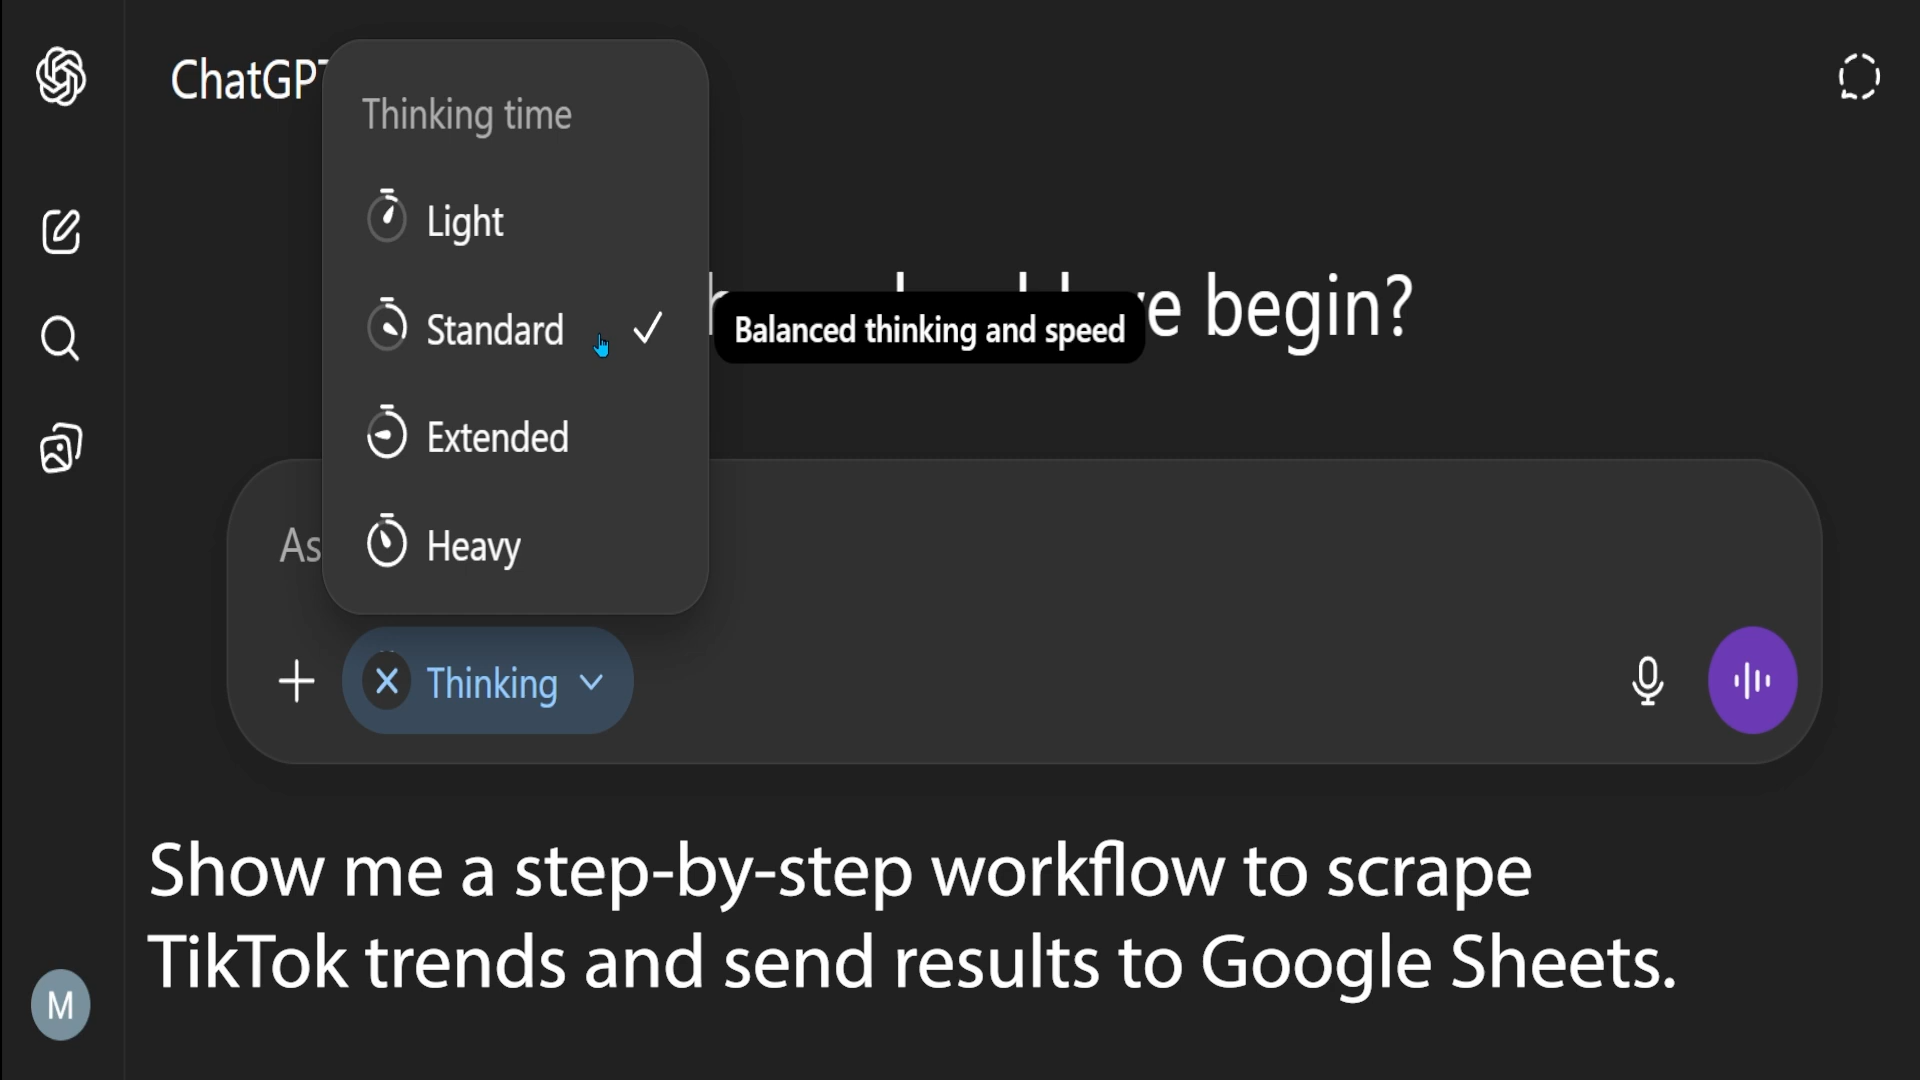 ChatGPT
Thinking time
Light
Standard
Balanced thinking and speed
begin?
Extended
Heavy
As
Thinking
Show me a step-by-step workflow to scrape
TikTok trends and send results to Google Sheets.
M